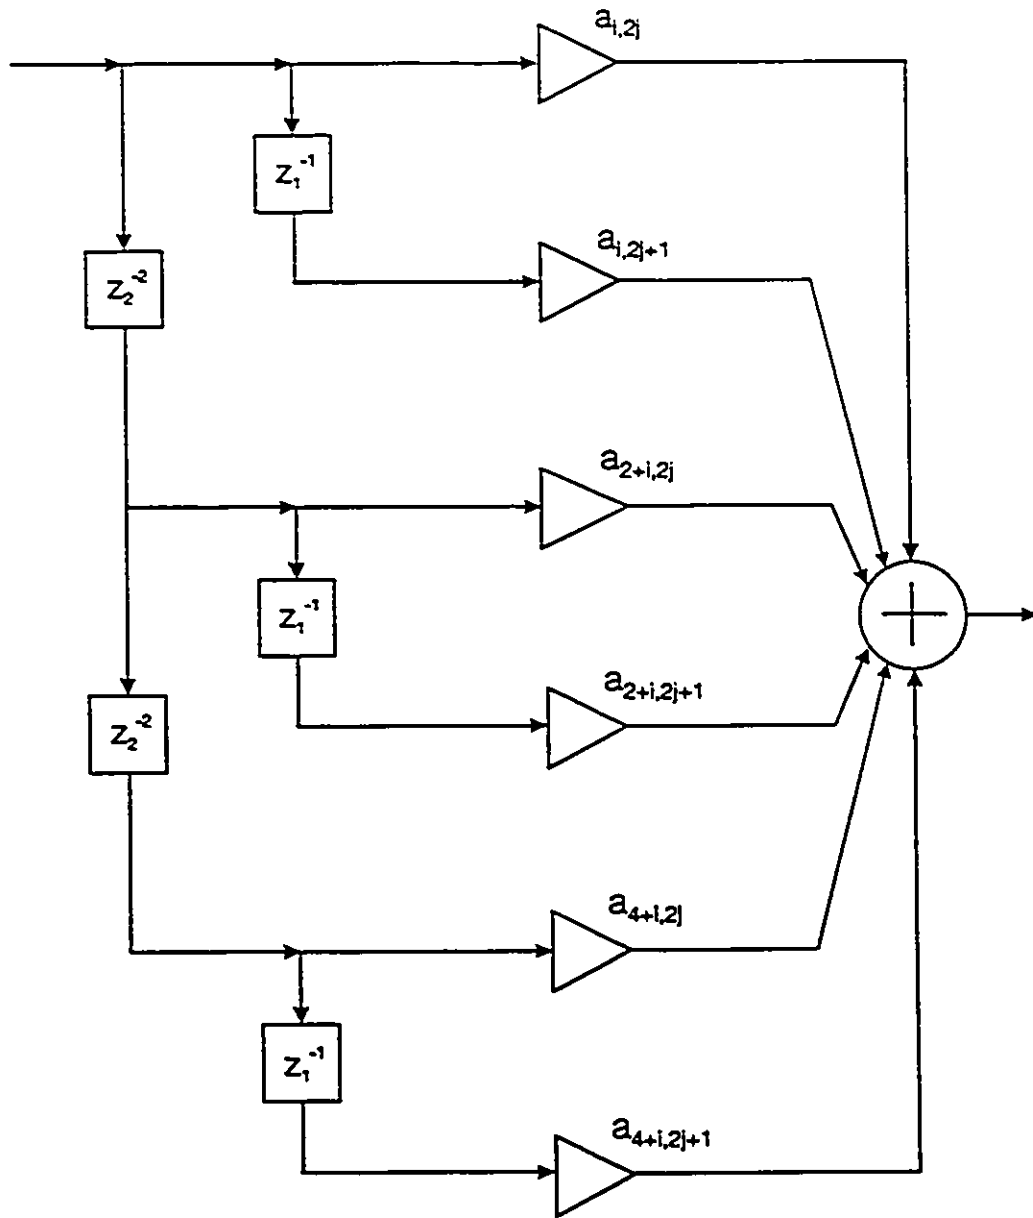 a_{i,2j}
z_1^{-1}
a_{i,2j+1}
z_2^{-2}
a_{2+i,2j}
z_1^{-1}
a_{2+i,2j+1}
z_2^{-2}
a_{4+i,2j}
z_1^{-1}
a_{4+i,2j+1}